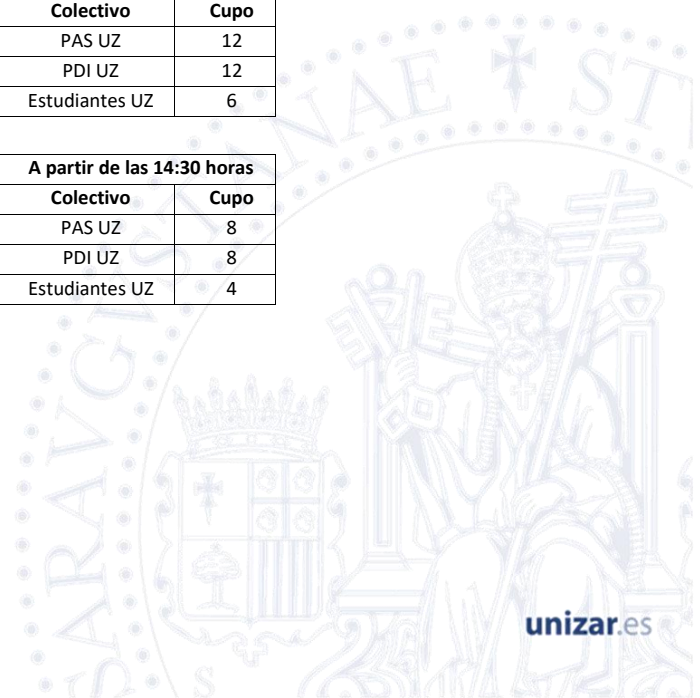 Colectivo Cupo
PAS UZ 12
PDI UZ 12
Estudiantes UZ 6
A partir de las 14:30 horas
Colectivo Cupo
PAS UZ 8
PDI UZ 8
Estudiantes UZ 4
unizar.es